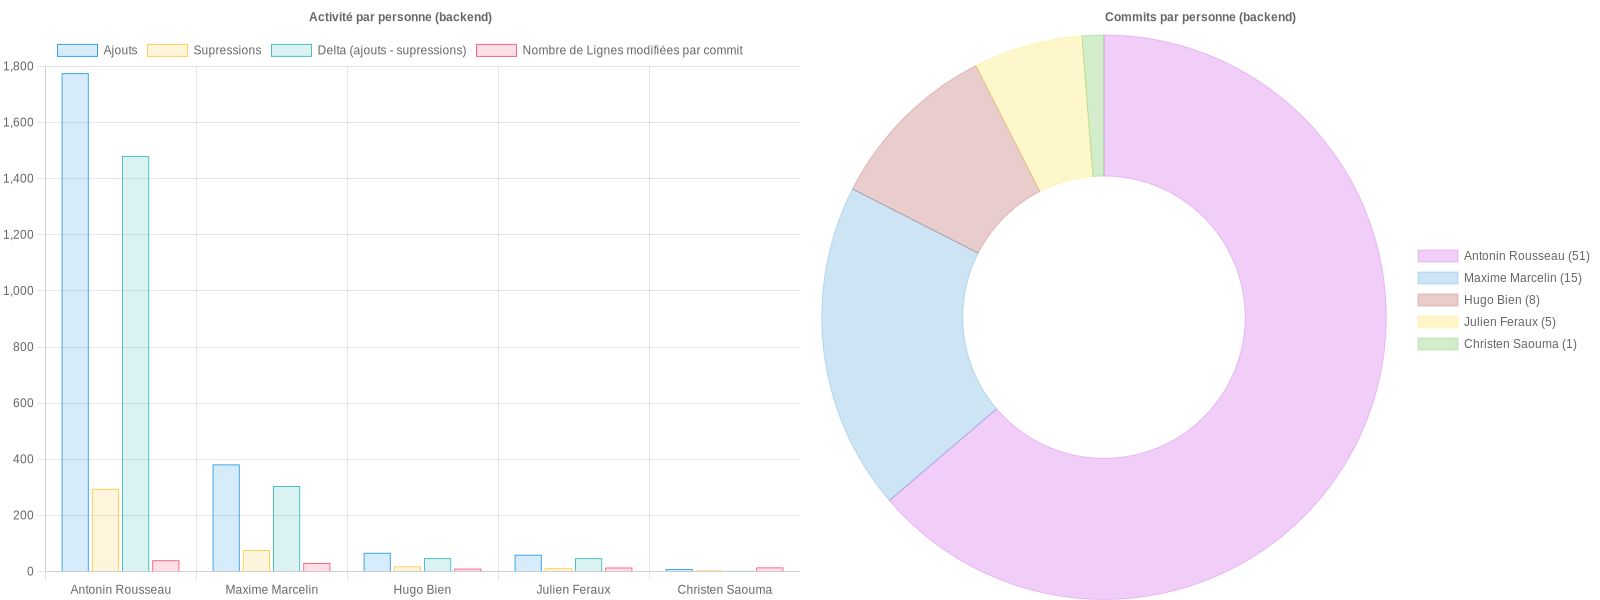 Activité par personne (backend)
Ajouts
Supressions
Delta (ajouts - supressions)
Nombre de Lignes modifiées par commit
1,800
1,600
1,400
1,200
1,000
800
600
400
200
0
Antonin Rousseau
Maxime Marcelin
Hugo Bien
Julien Feraux
Christen Saouma
Commits par personne (backend)
Antonin Rousseau (51)
Maxime Marcelin (15)
Hugo Bien (8)
Julien Feraux (5)
Christen Saouma (1)